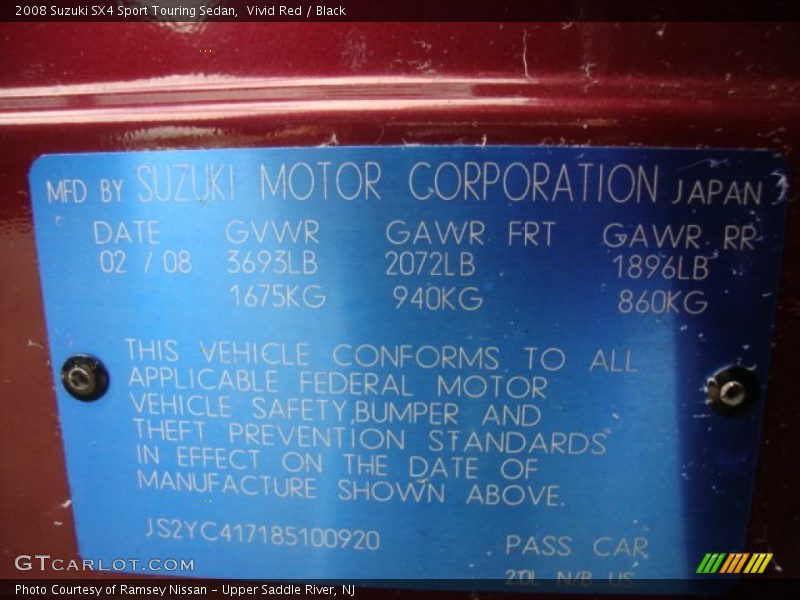 2008 Suzuki SX4 Sport Touring Sedan,  Vivid Red / Black
MFD BY SUZUKI MOTOR CORPORATION JAPAN
DATE GVWR GAWR FRT GAWR RR
02 / 08 3693LB 2072LB 1896LB
1675KG 940KG 860KG
THIS VEHICLE CONFORMS TO ALL
APPLICABLE FEDERAL MOTOR
VEHICLE SAFETY,BUMPER AND
THEFT PREVENTION STANDARDS
IN EFFECT ON THE DATE OF
MANUFACTURE SHOWN ABOVE.
JS2YC417185100920
PASS CAR
2.0L N/B US
GTCARLOT.COM
Photo Courtesy of Ramsey Nissan - Upper Saddle River, NJ